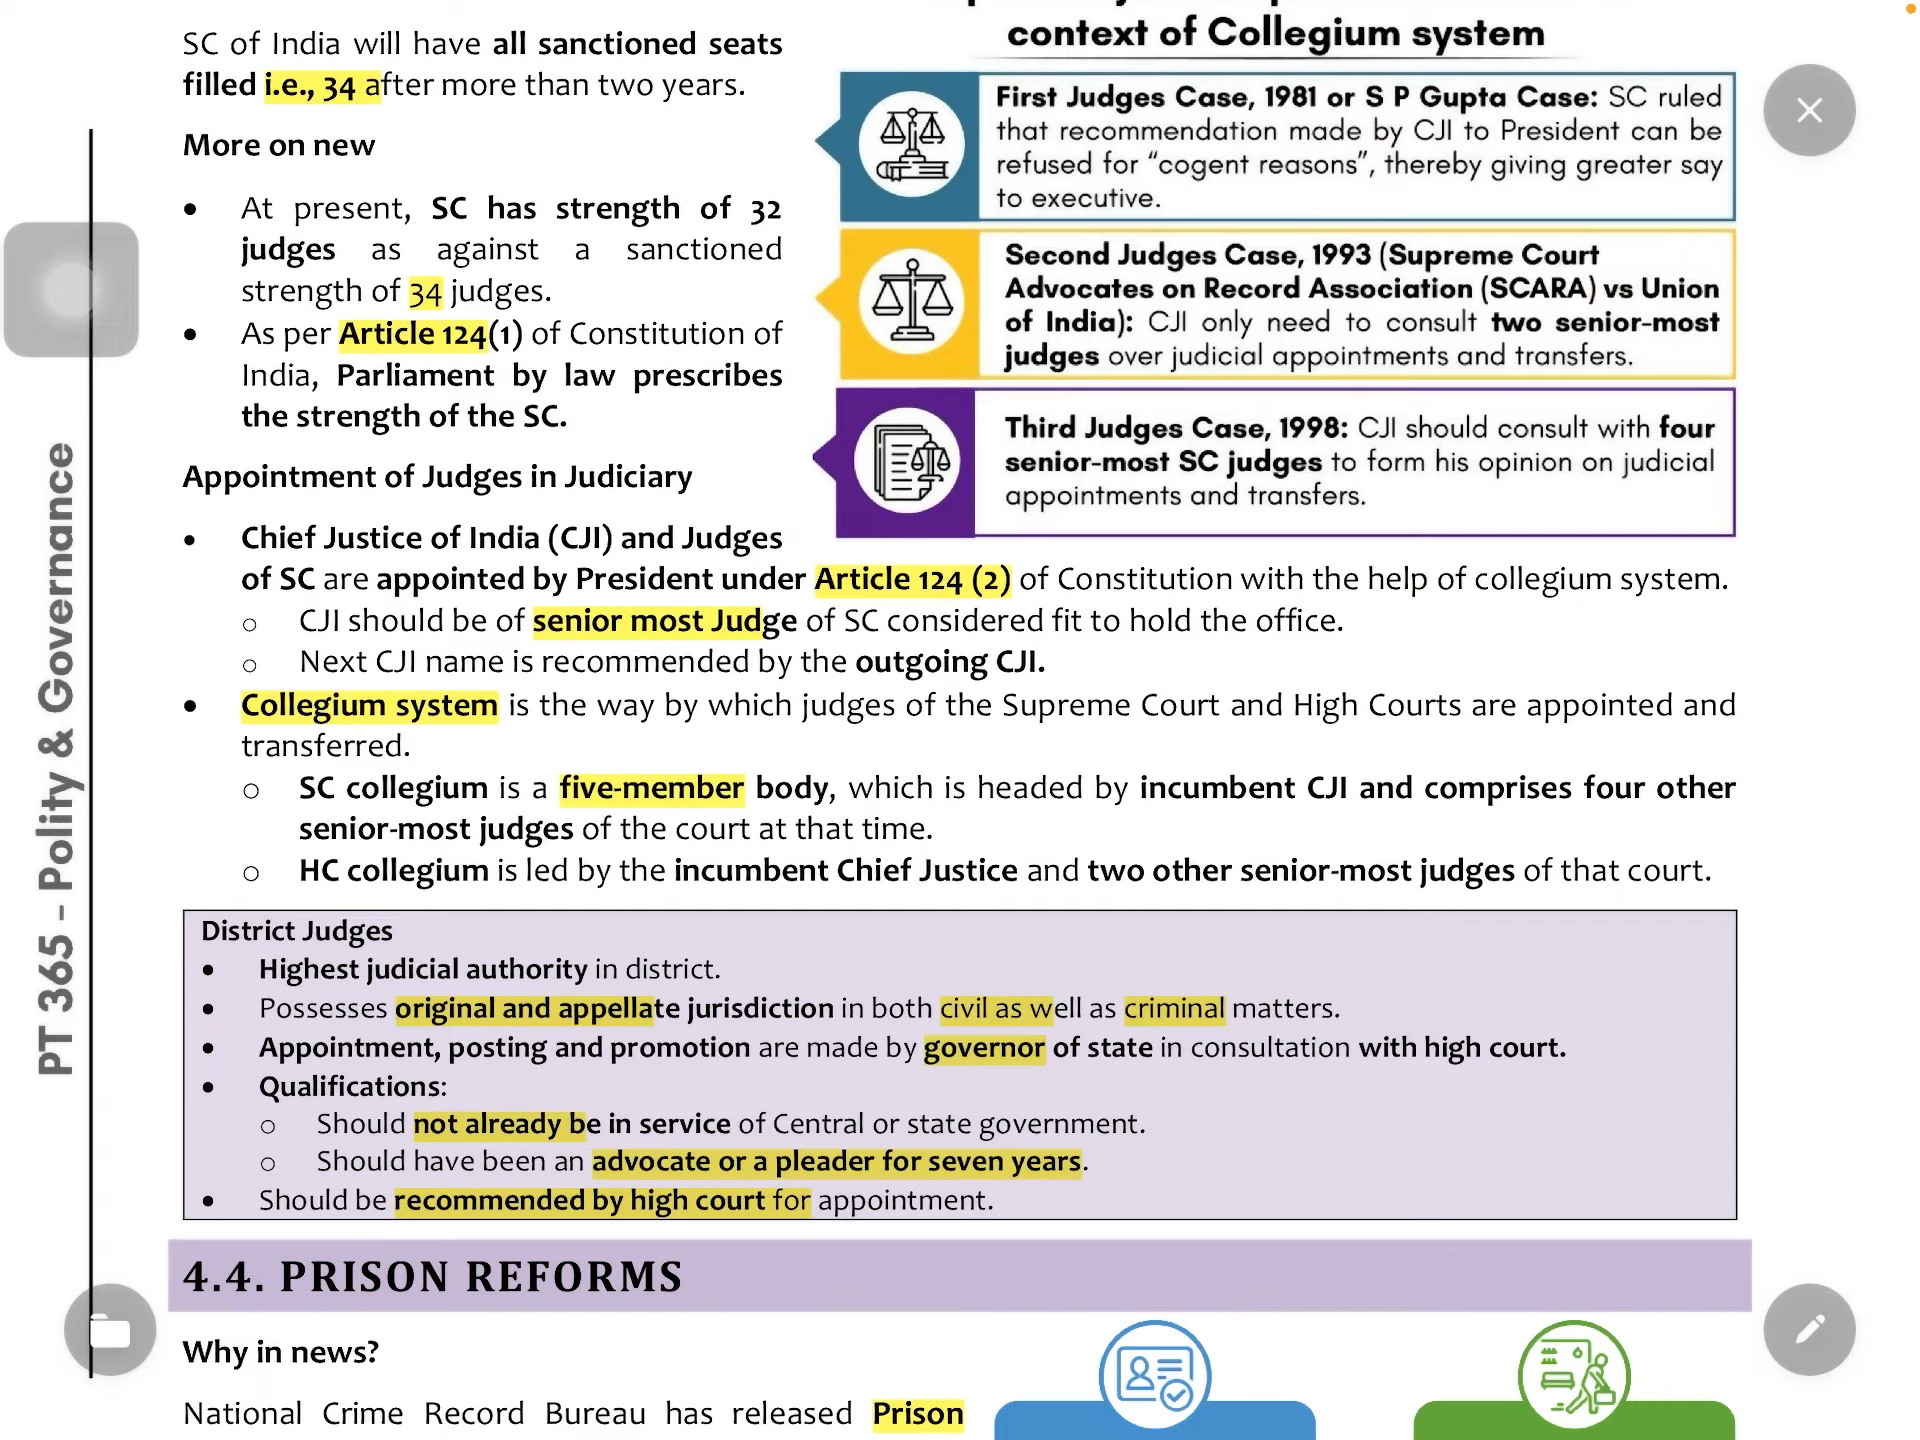 SC of India will have all sanctioned seats
filled i.e., 34 after more than two years.
More on new
• At present, SC has strength of 32
judges as against a sanctioned
strength of 34 judges.
• As per Article 124(1) of Constitution of
India, Parliament by law prescribes
the strength of the SC.
Appointment of Judges in Judiciary
context of Collegium system
First Judges Case, 1981 or S P Gupta Case: SC ruled
that recommendation made by CJI to President can be
refused for “cogent reasons”, thereby giving greater say
to executive.
Second Judges Case, 1993 (Supreme Court
Advocates on Record Association (SCARA) vs Union
of India): CJI only need to consult two senior-most
judges over judicial appointments and transfers.
Third Judges Case, 1998: CJI should consult with four
senior-most SC judges to form his opinion on judicial
appointments and transfers.
• Chief Justice of India (CJI) and Judges
of SC are appointed by President under Article 124 (2) of Constitution with the help of collegium system.
o CJI should be of senior most Judge of SC considered fit to hold the office.
o Next CJI name is recommended by the outgoing CJI.
• Collegium system is the way by which judges of the Supreme Court and High Courts are appointed and
transferred.
o SC collegium is a five-member body, which is headed by incumbent CJI and comprises four other
senior-most judges of the court at that time.
o HC collegium is led by the incumbent Chief Justice and two other senior-most judges of that court.
District Judges
• Highest judicial authority in district.
• Possesses original and appellate jurisdiction in both civil as well as criminal matters.
• Appointment, posting and promotion are made by governor of state in consultation with high court.
• Qualifications:
o Should not already be in service of Central or state government.
o Should have been an advocate or a pleader for seven years.
• Should be recommended by high court for appointment.
4.4. PRISON REFORMS
Why in news?
National Crime Record Bureau has released Prison
PT 365 - Polity & Governance